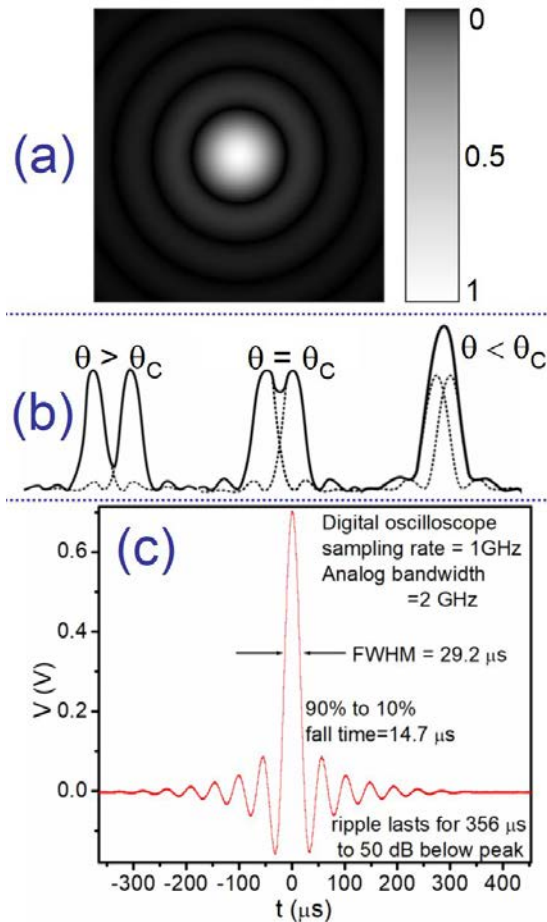 (a)
0
0.5
1
(b)
θ > θC
θ = θC
θ < θC
(c)
Digital oscilloscope
sampling rate = 1GHz
Analog bandwidth
=2 GHz
FWHM = 29.2 μs
90% to 10%
fall time=14.7 μs
ripple lasts for 356 μs
to 50 dB below peak
V (V)
0.6
0.4
0.2
0.0
-300 -200 -100 0 100 200 300 400
t (μs)